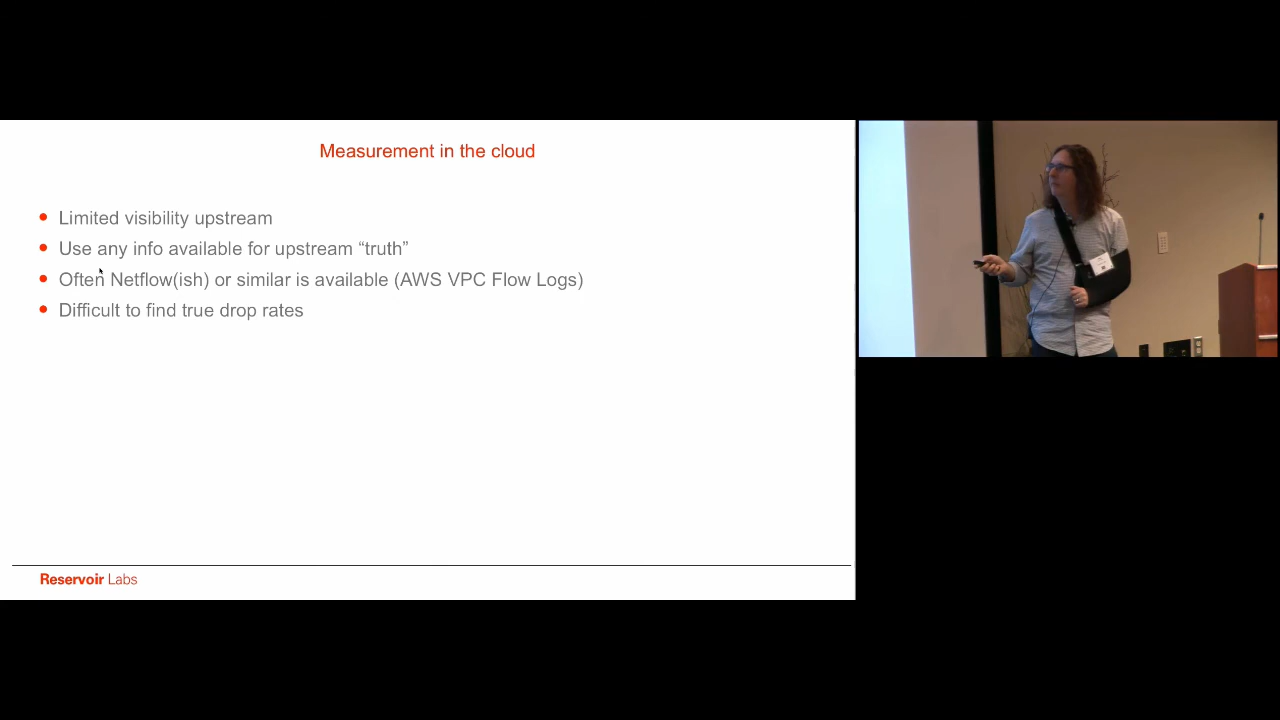 Measurement in the cloud
Limited visibility upstream
Use any info available for upstream “truth”
Often Netflow(ish) or similar is available (AWS VPC Flow Logs)
Difficult to find true drop rates
Reservoir Labs